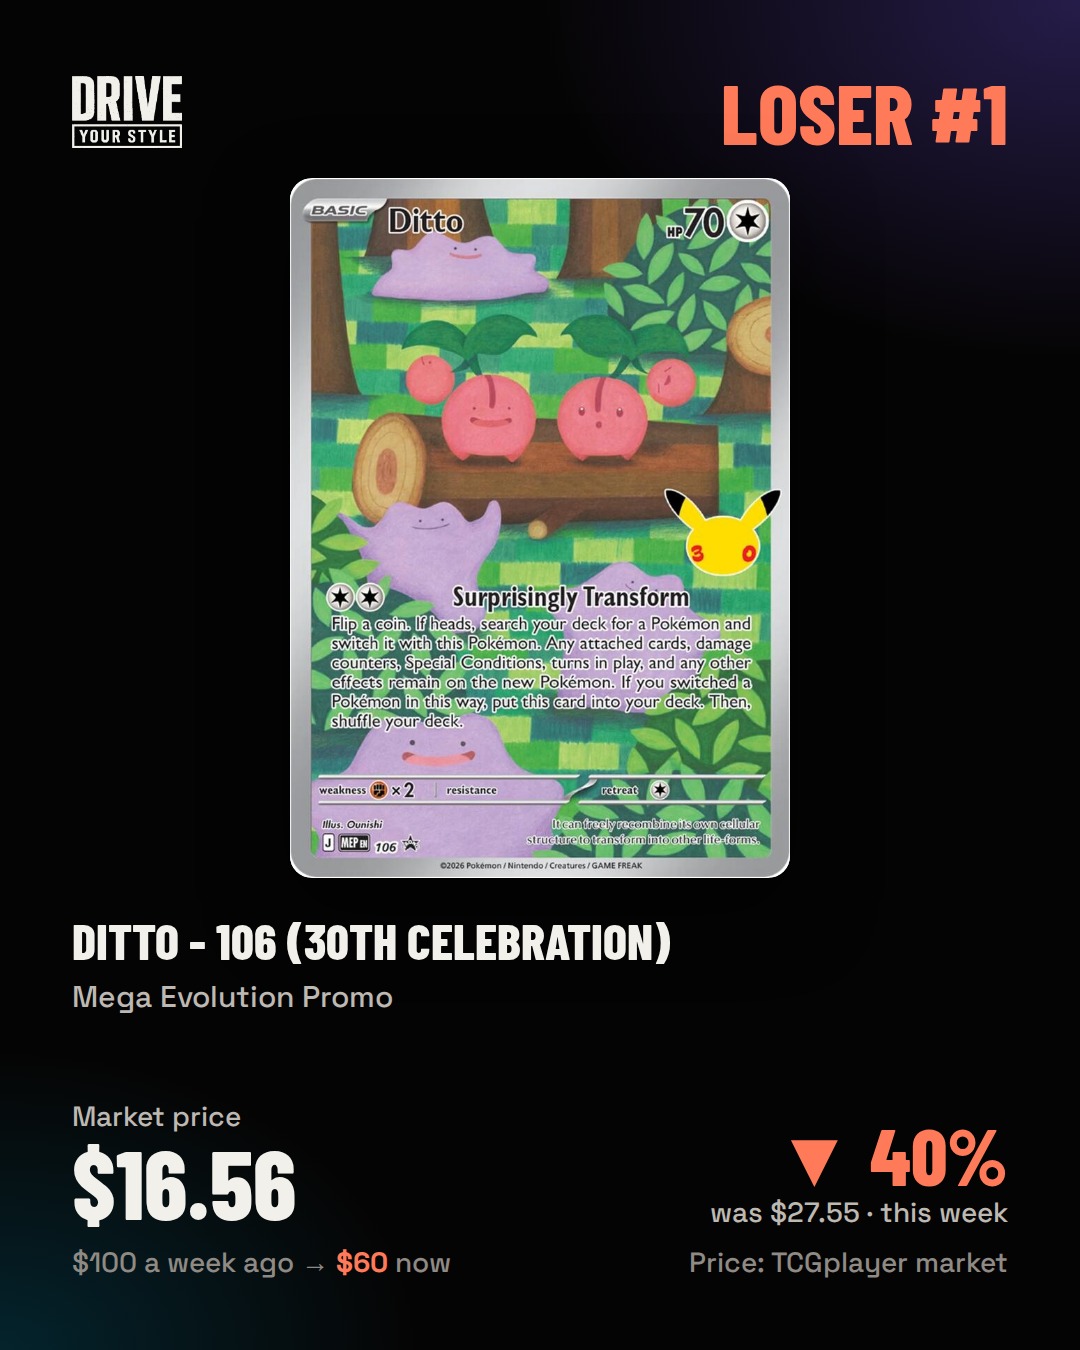 DRIVE
YOUR STYLE
LOSER #1
BASIC
Ditto
HP 70
30
Surprisingly Transform
Flip a coin. If heads, search your deck for a Pokémon and
switch it with this Pokémon. Any attached cards, damage
counters, Special Conditions, turns in play, and any other
effects remain on the new Pokémon. If you switched a
Pokémon in this way, put this card into your deck. Then,
shuffle your deck.
weakness ×2 resistance retreat
Illus. Ounishi
It can freely recombine its own cellular
structure to transform into other life-forms.
J MEP EN 106
©2026 Pokémon / Nintendo / Creatures / GAME FREAK
DITTO - 106 (30TH CELEBRATION)
Mega Evolution Promo
Market price
$16.56
▼ 40%
was $27.55 · this week
$100 a week ago → $60 now
Price: TCGplayer market